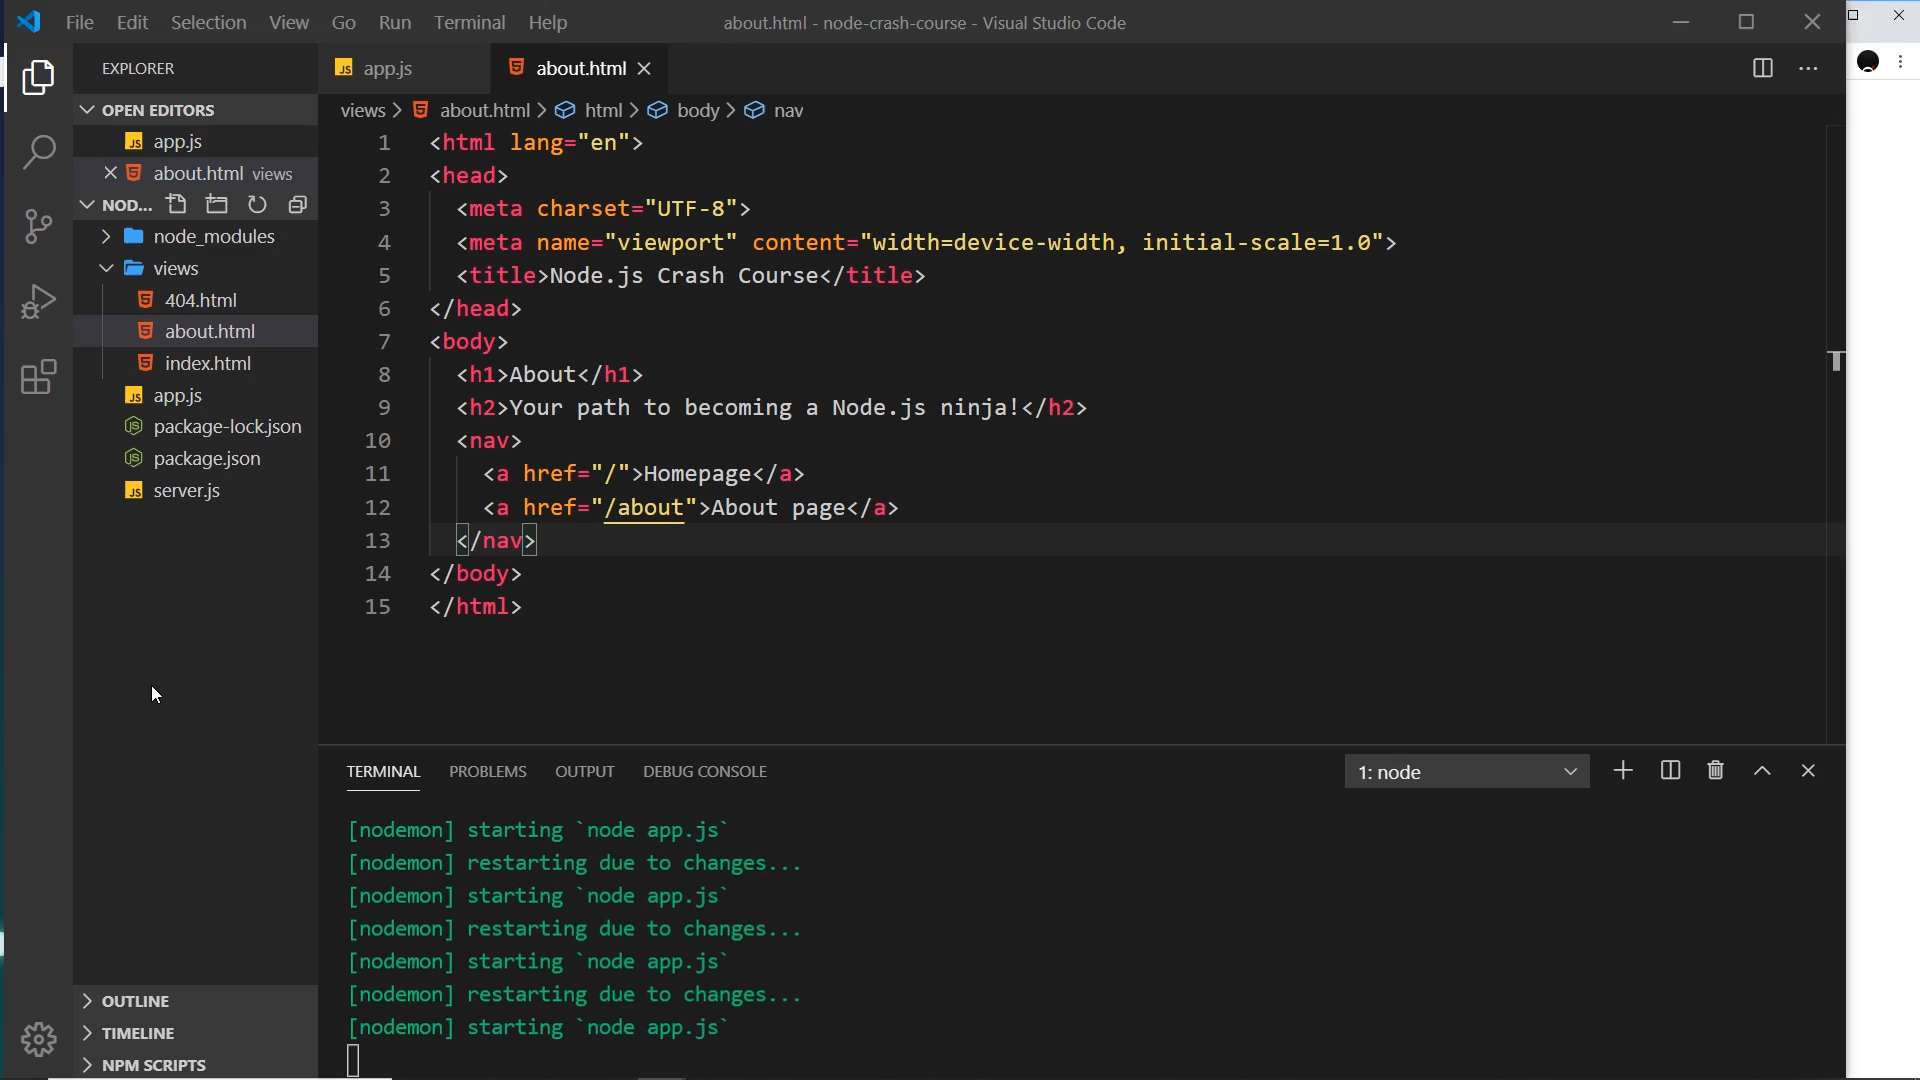 File Edit Selection View Go Run Terminal Help
about.html - node-crash-course - Visual Studio Code
EXPLORER
OPEN EDITORS
JS app.js
about.html views
NOD...
node_modules
views
404.html
about.html
index.html
JS app.js
package-lock.json
package.json
JS server.js
OUTLINE
TIMELINE
NPM SCRIPTS
JS app.js
about.html
views > about.html > html > body > nav
1 <html lang="en">
2 <head>
3 <meta charset="UTF-8">
4 <meta name="viewport" content="width=device-width, initial-scale=1.0">
5 <title>Node.js Crash Course</title>
6 </head>
7 <body>
8 <h1>About</h1>
9 <h2>Your path to becoming a Node.js ninja!</h2>
10 <nav>
11 <a href="/">Homepage</a>
12 <a href="/about">About page</a>
13 </nav>
14 </body>
15 </html>
TERMINAL PROBLEMS OUTPUT DEBUG CONSOLE
1: node
[nodemon] starting `node app.js`
[nodemon] restarting due to changes...
[nodemon] starting `node app.js`
[nodemon] restarting due to changes...
[nodemon] starting `node app.js`
[nodemon] restarting due to changes...
[nodemon] starting `node app.js`